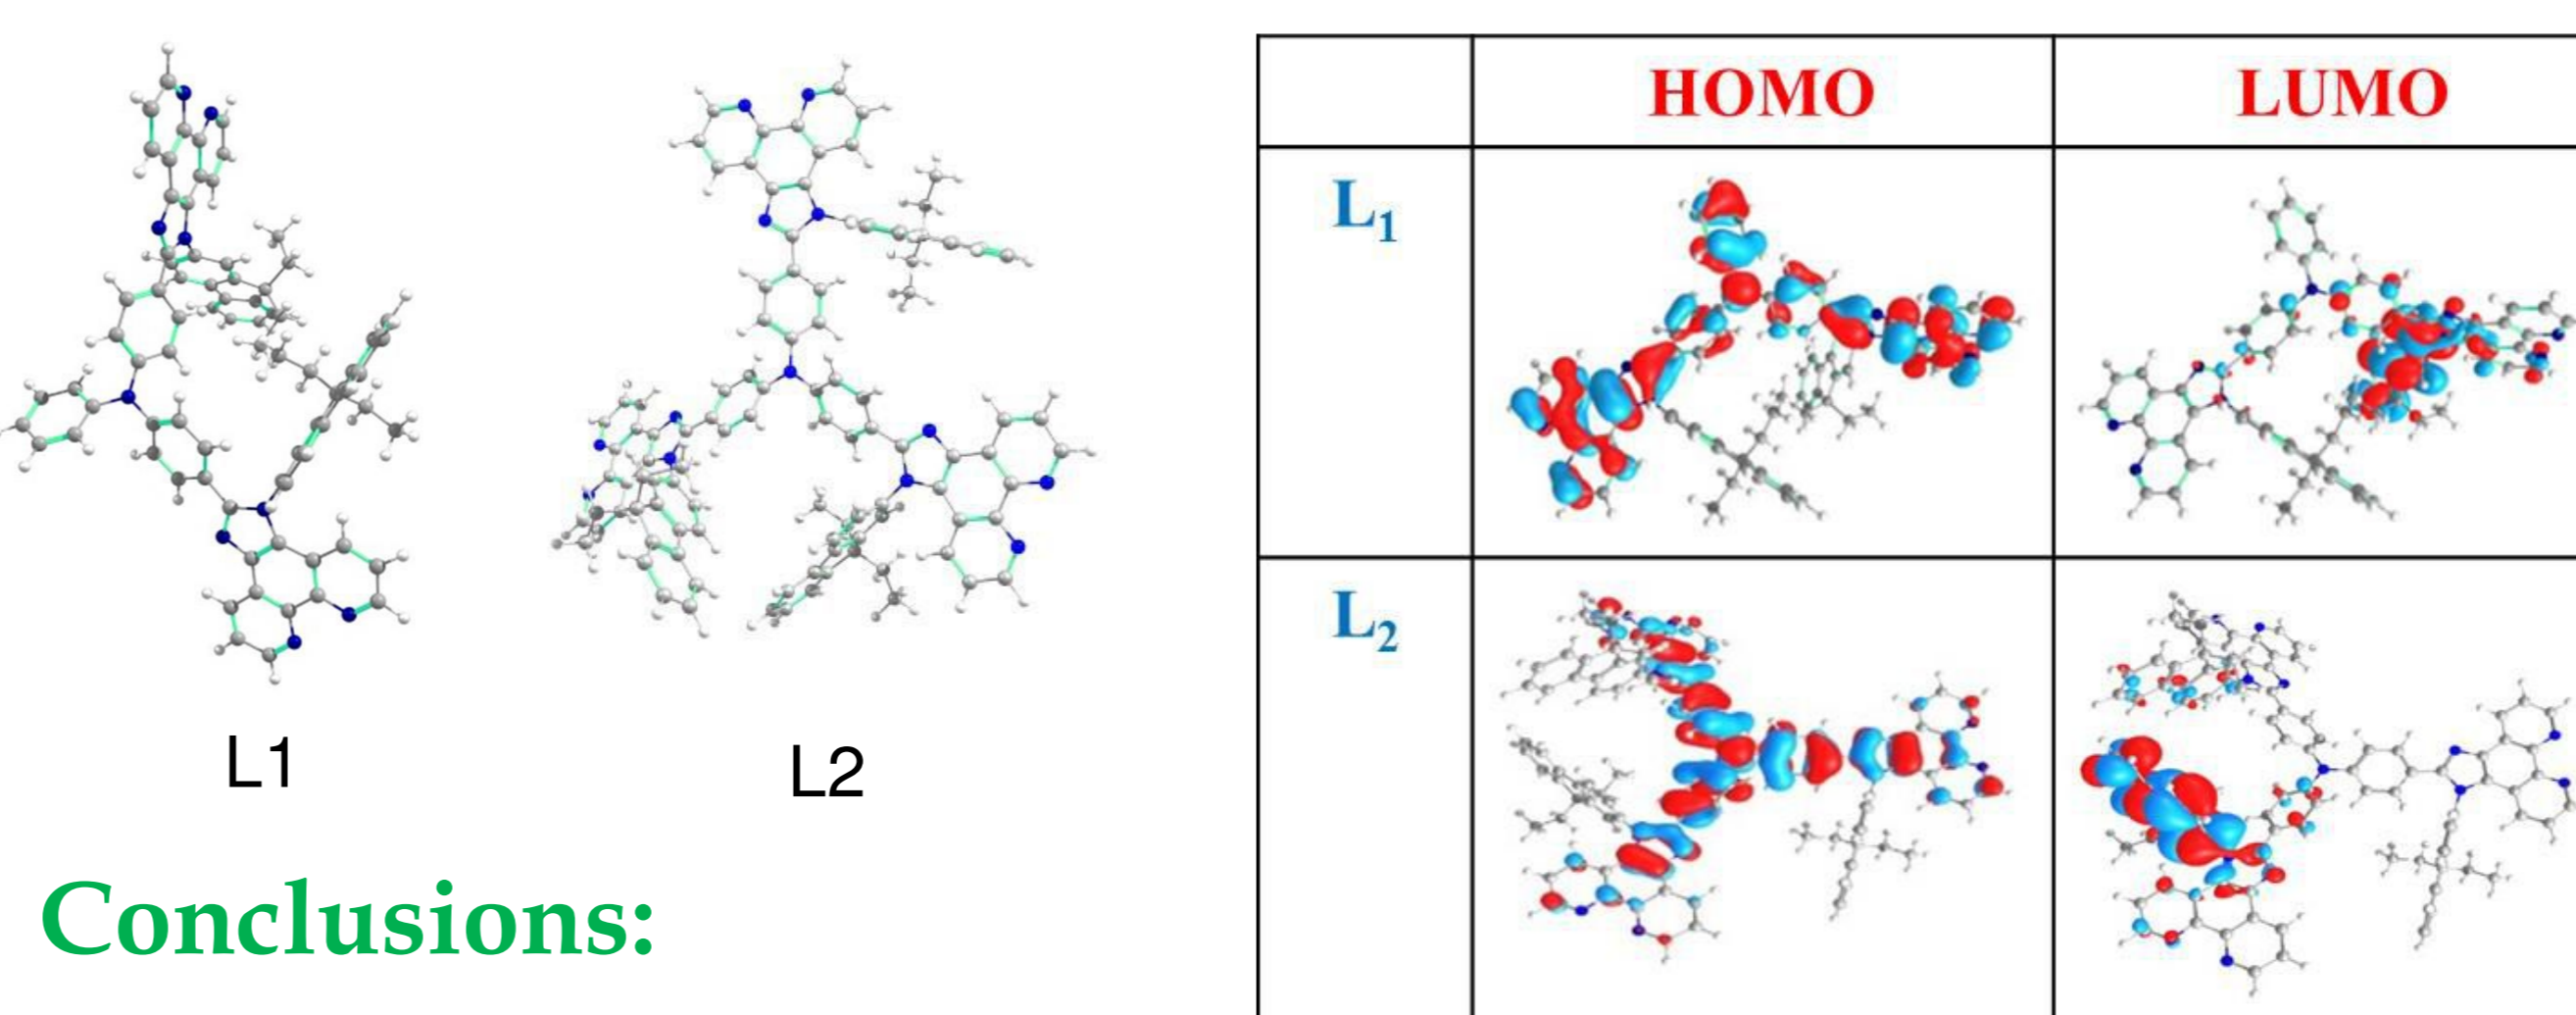 L1
L2
Conclusions:
HOMO
LUMO
L₁
L₂